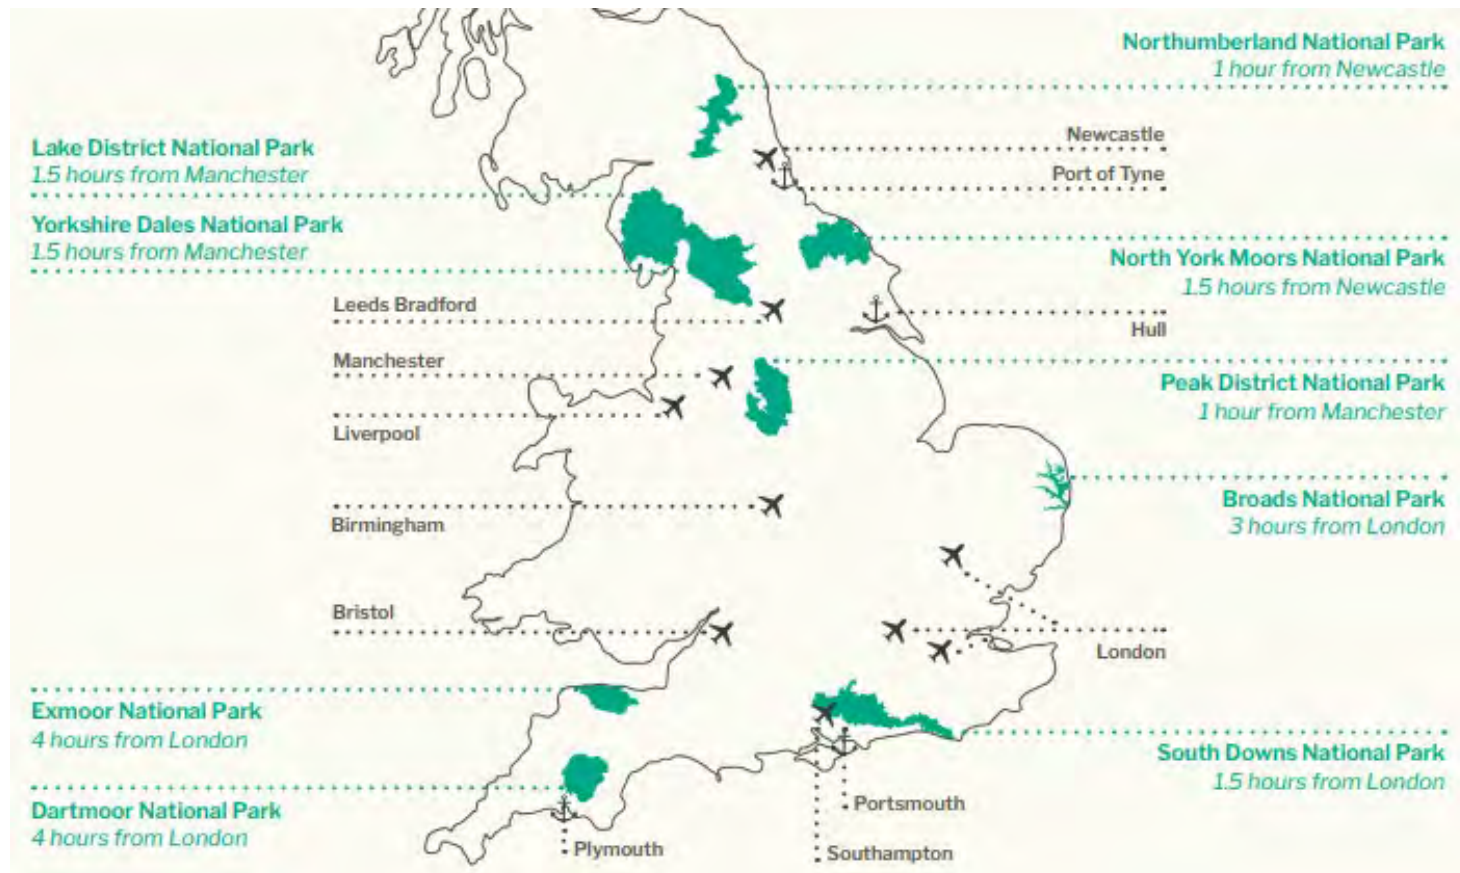 Northumberland National Park
1 hour from Newcastle
Newcastle
Port of Tyne
Lake District National Park
1.5 hours from Manchester
Yorkshire Dales National Park
1.5 hours from Manchester
North York Moors National Park
1.5 hours from Newcastle
Leeds Bradford
Hull
Manchester
Peak District National Park
1 hour from Manchester
Liverpool
Broads National Park
3 hours from London
Birmingham
Bristol
London
Exmoor National Park
4 hours from London
South Downs National Park
1.5 hours from London
Dartmoor National Park
4 hours from London
Portsmouth
Plymouth
Southampton